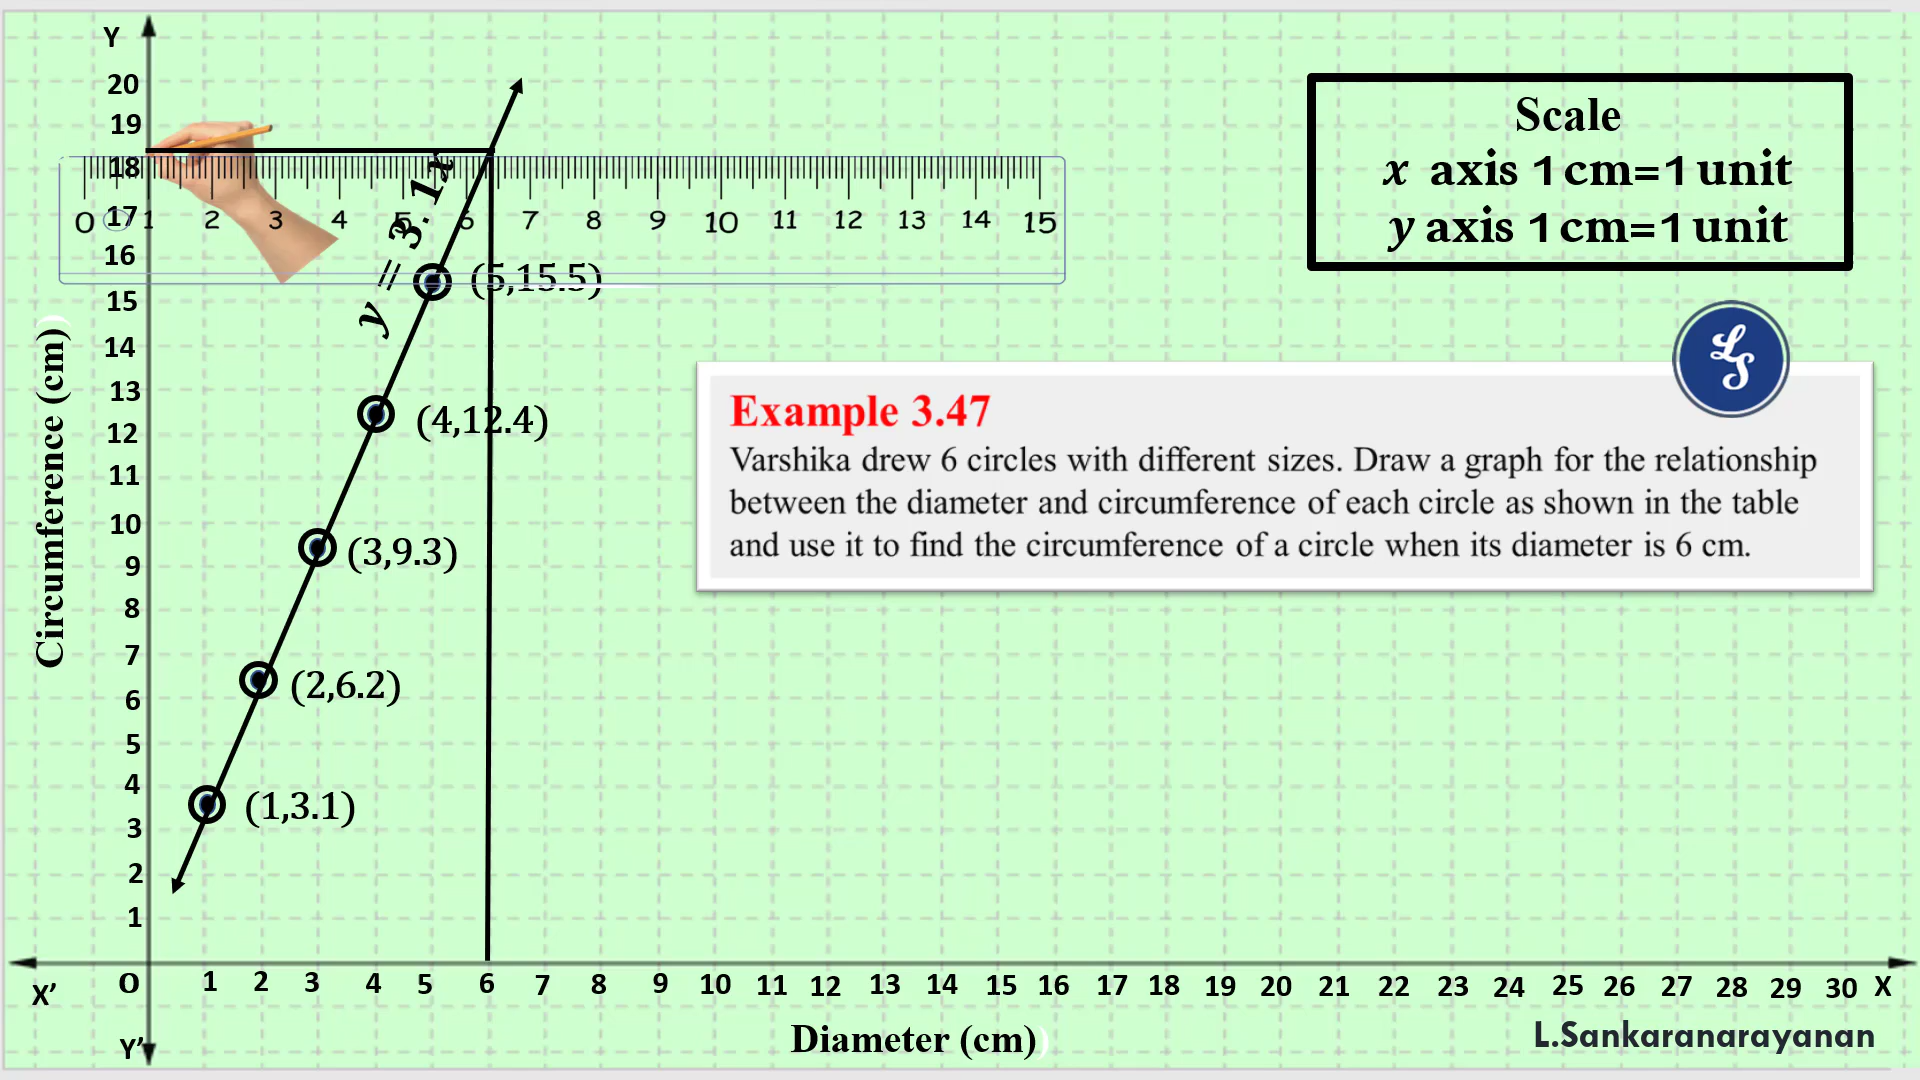 Y
20
19
18
17
16
15
14
13
12
11
10
9
8
7
6
5
4
3
2
1
O
X’
Y’
Circumference (cm)
0 1 2 3 4 5 6 7 8 9 10 11 12 13 14 15
y = 3.1x
(5,15.5)
(4,12.4)
(3,9.3)
(2,6.2)
(1,3.1)
Scale
x axis 1 cm=1 unit
y axis 1 cm=1 unit
LS
Example 3.47
Varshika drew 6 circles with different sizes. Draw a graph for the relationship
between the diameter and circumference of each circle as shown in the table
and use it to find the circumference of a circle when its diameter is 6 cm.
1 2 3 4 5 6 7 8 9 10 11 12 13 14 15 16 17 18 19 20 21 22 23 24 25 26 27 28 29 30 X
Diameter (cm)
L.Sankaranarayanan